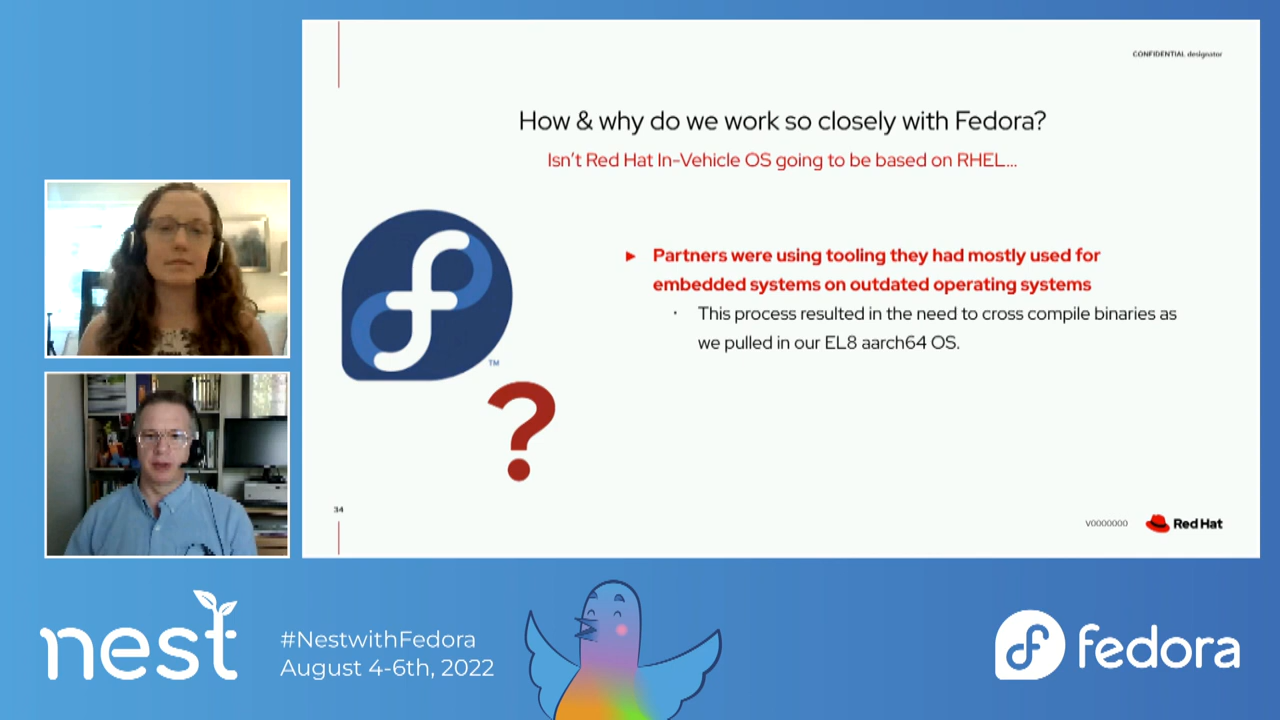 CONFIDENTIAL designator
How & why do we work so closely with Fedora?
Isn't Red Hat In-Vehicle OS going to be based on RHEL...
► Partners were using tooling they had mostly used for
embedded systems on outdated operating systems
· This process resulted in the need to cross compile binaries as
we pulled in our EL8 aarch64 OS.
TM
?
34
V0000000
Red Hat
nest
#NestwithFedora
August 4-6th, 2022
fedora